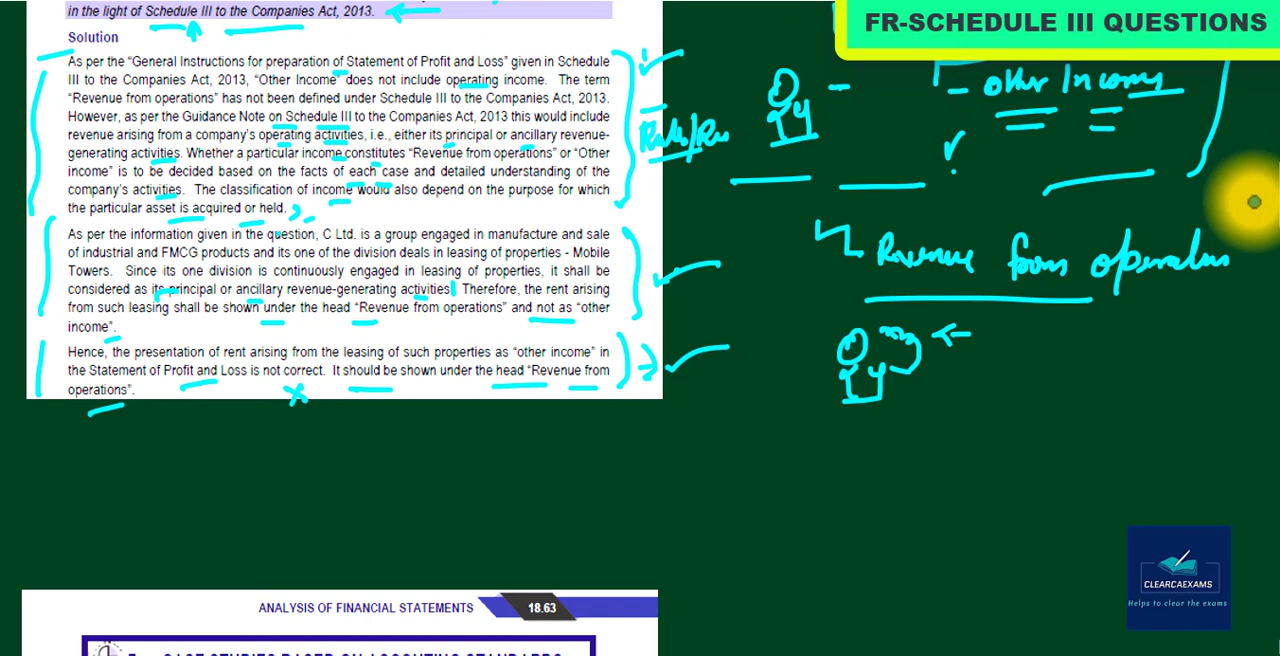 in the light of Schedule III to the Companies Act, 2013.
FR-SCHEDULE III QUESTIONS
Solution
As per the “General Instructions for preparation of Statement of Profit and Loss” given in Schedule
III to the Companies Act, 2013, “Other Income” does not include operating income. The term
“Revenue from operations” has not been defined under Schedule III to the Companies Act, 2013.
However, as per the Guidance Note on Schedule III to the Companies Act, 2013 this would include
revenue arising from a company’s operating activities, i.e., either its principal or ancillary revenue-
generating activities. Whether a particular income constitutes “Revenue from operations” or “Other
income” is to be decided based on the facts of each case and detailed understanding of the
company’s activities. The classification of income would also depend on the purpose for which
the particular asset is acquired or held.
As per the information given in the question, C Ltd. is a group engaged in manufacture and sale
of industrial and FMCG products and its one of the division deals in leasing of properties - Mobile
Towers. Since its one division is continuously engaged in leasing of properties, it shall be
considered as its principal or ancillary revenue-generating activities. Therefore, the rent arising
from such leasing shall be shown under the head “Revenue from operations” and not as “other
income”.
Hence, the presentation of rent arising from the leasing of such properties as “other income” in
the Statement of Profit and Loss is not correct. It should be shown under the head “Revenue from
operations”.
other Income
Revenue from operations
CLEARCAEXAMS
Helps to clear the exams
ANALYSIS OF FINANCIAL STATEMENTS
18.63
CASE STUDIES BASED ON ACCOUNTING STANDARDS